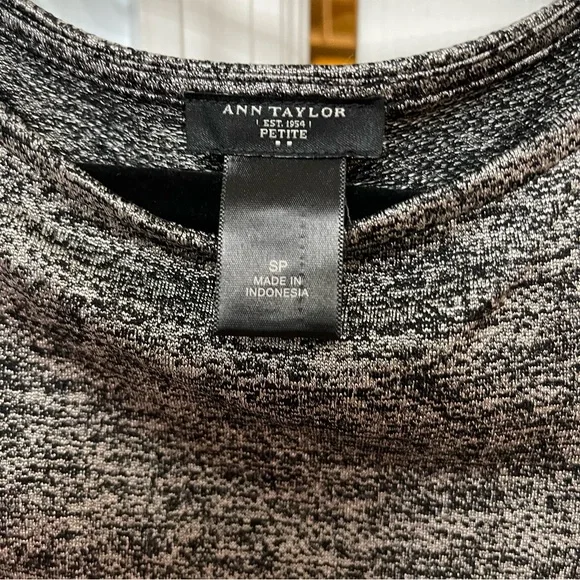 ANN TAYLOR
EST. 1954
PETITE
SP
MADE IN
INDONESIA